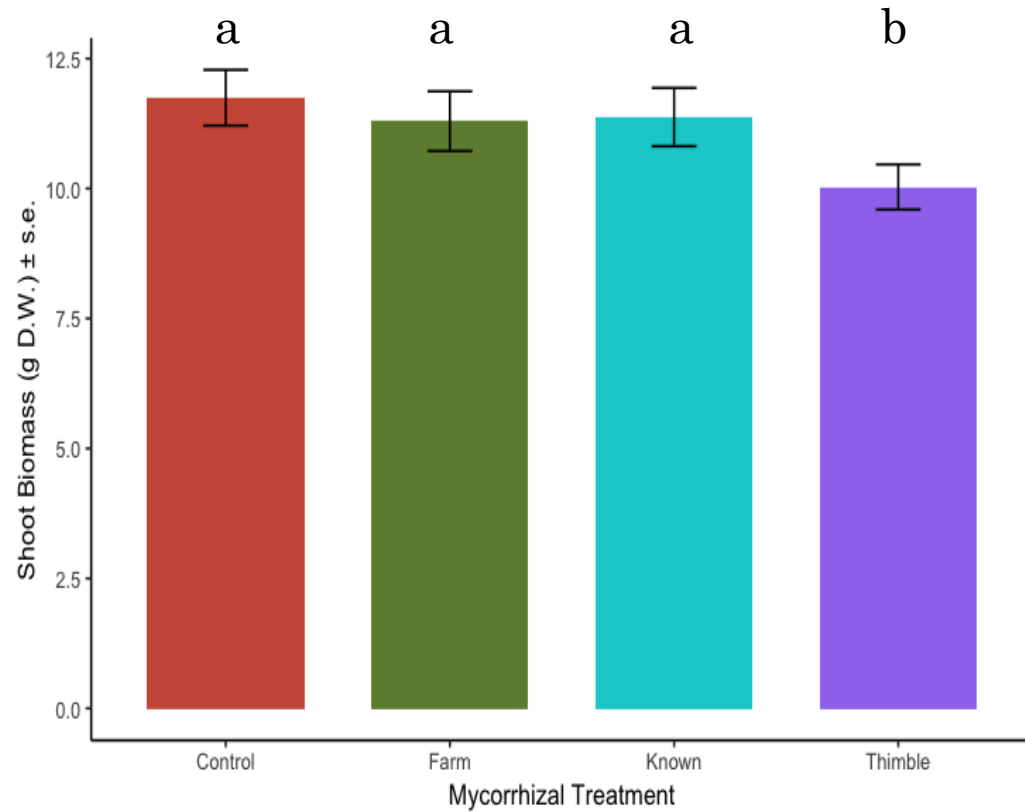 a a a b
12.5
10.0
7.5
5.0
2.5
0.0
Shoot Biomass (g D.W.) ± s.e.
Control Farm Known Thimble
Mycorrhizal Treatment